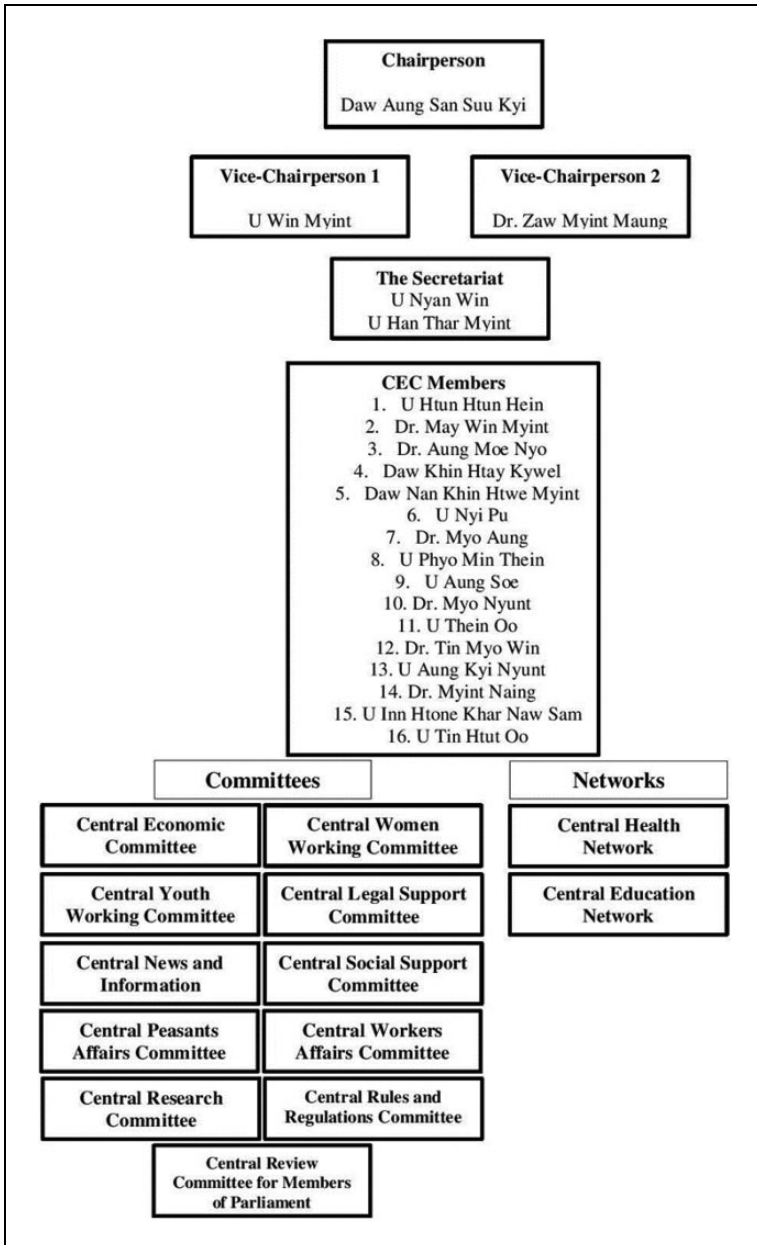 Chairperson
Daw Aung San Suu Kyi
Vice-Chairperson 1
U Win Myint
Vice-Chairperson 2
Dr. Zaw Myint Maung
The Secretariat
U Nyan Win
U Han Thar Myint
CEC Members
1. U Htun Htun Hein
2. Dr. May Win Myint
3. Dr. Aung Moe Nyo
4. Daw Khin Htay Kywel
5. Daw Nan Khin Htwe Myint
6. U Nyi Pu
7. Dr. Myo Aung
8. U Phyo Min Thein
9. U Aung Soe
10. Dr. Myo Nyunt
11. U Thein Oo
12. Dr. Tin Myo Win
13. U Aung Kyi Nyunt
14. Dr. Myint Naing
15. U Inn Htone Khar Naw Sam
16. U Tin Htut Oo
Committees
Central Economic
Committee
Central Women
Working Committee
Central Youth
Working Committee
Central Legal Support
Committee
Central News and
Information
Central Social Support
Committee
Central Peasants
Affairs Committee
Central Workers
Affairs Committee
Central Research
Committee
Central Rules and
Regulations Committee
Central Review
Committee for Members
of Parliament
Networks
Central Health
Network
Central Education
Network